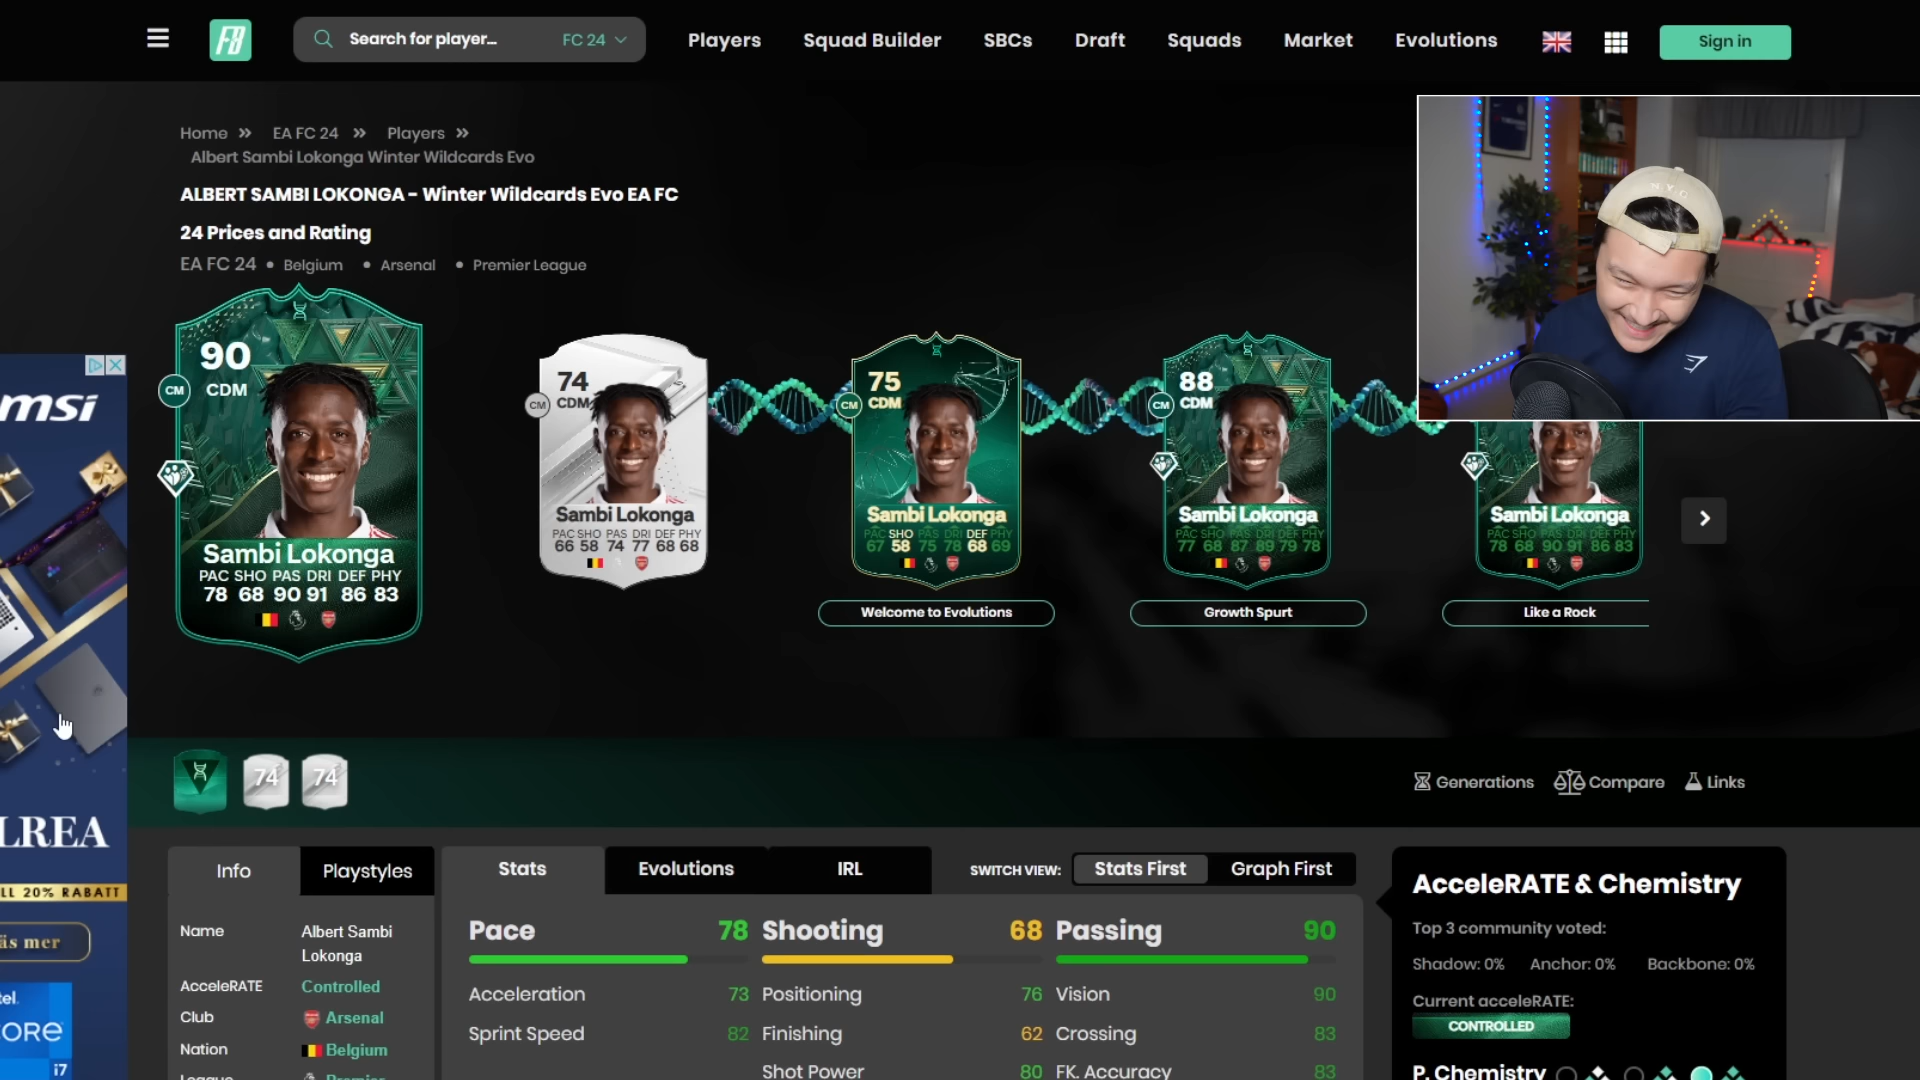 Search for player...
FC 24
Players
Squad Builder
SBCs
Draft
Squads
Market
Evolutions
Sign in
Home » EA FC 24 » Players »
Albert Sambi Lokonga Winter Wildcards Evo
ALBERT SAMBI LOKONGA - Winter Wildcards Evo EA FC
24 Prices and Rating
EA FC 24 • Belgium • Arsenal • Premier League
90
CDM
CM
Sambi Lokonga
PAC SHO PAS DRI DEF PHY
78 68 90 91 86 83
74
CDM
CM
Sambi Lokonga
PAC SHO PAS DRI DEF PHY
66 58 74 77 68 68
75
CDM
CM
Sambi Lokonga
PAC SHO PAS DRI DEF PHY
67 58 75 78 68 69
Welcome to Evolutions
88
CDM
CM
Sambi Lokonga
PAC SHO PAS DRI DEF PHY
77 68 87 89 79 78
Growth Spurt
Sambi Lokonga
PAC SHO PAS DRI DEF PHY
78 68 90 91 86 83
Like a Rock
NYC
msi
LREA
LL 20% RABATT
äs mer
tel
ORE
i7
74
74
Generations
Compare
Links
Info
Playstyles
Name
Albert Sambi
Lokonga
AcceleRATE
Controlled
Club
Arsenal
Nation
Belgium
Stats
Evolutions
IRL
SWITCH VIEW:
Stats First
Graph First
Pace 78
Acceleration 73
Sprint Speed 82
Shooting 68
Positioning 76
Finishing 62
Shot Power 80
Passing 90
Vision 90
Crossing 83
FK. Accuracy 83
AcceleRATE & Chemistry
Top 3 community voted:
Shadow: 0% Anchor: 0% Backbone: 0%
Current acceleRATE:
CONTROLLED
P. Chemistry